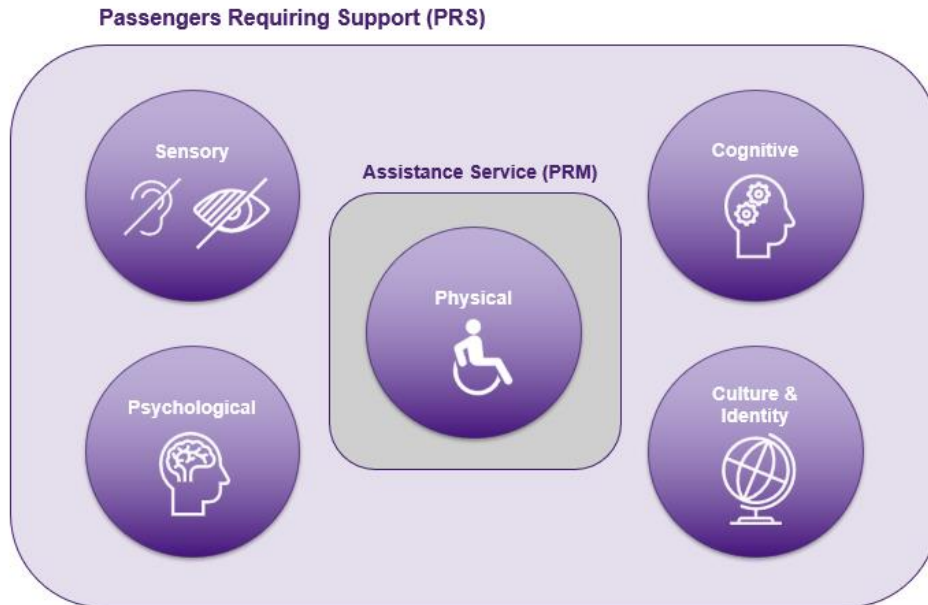 Passengers Requiring Support (PRS)
Sensory
Cognitive
Assistance Service (PRM)
Physical
Psychological
Culture &
Identity